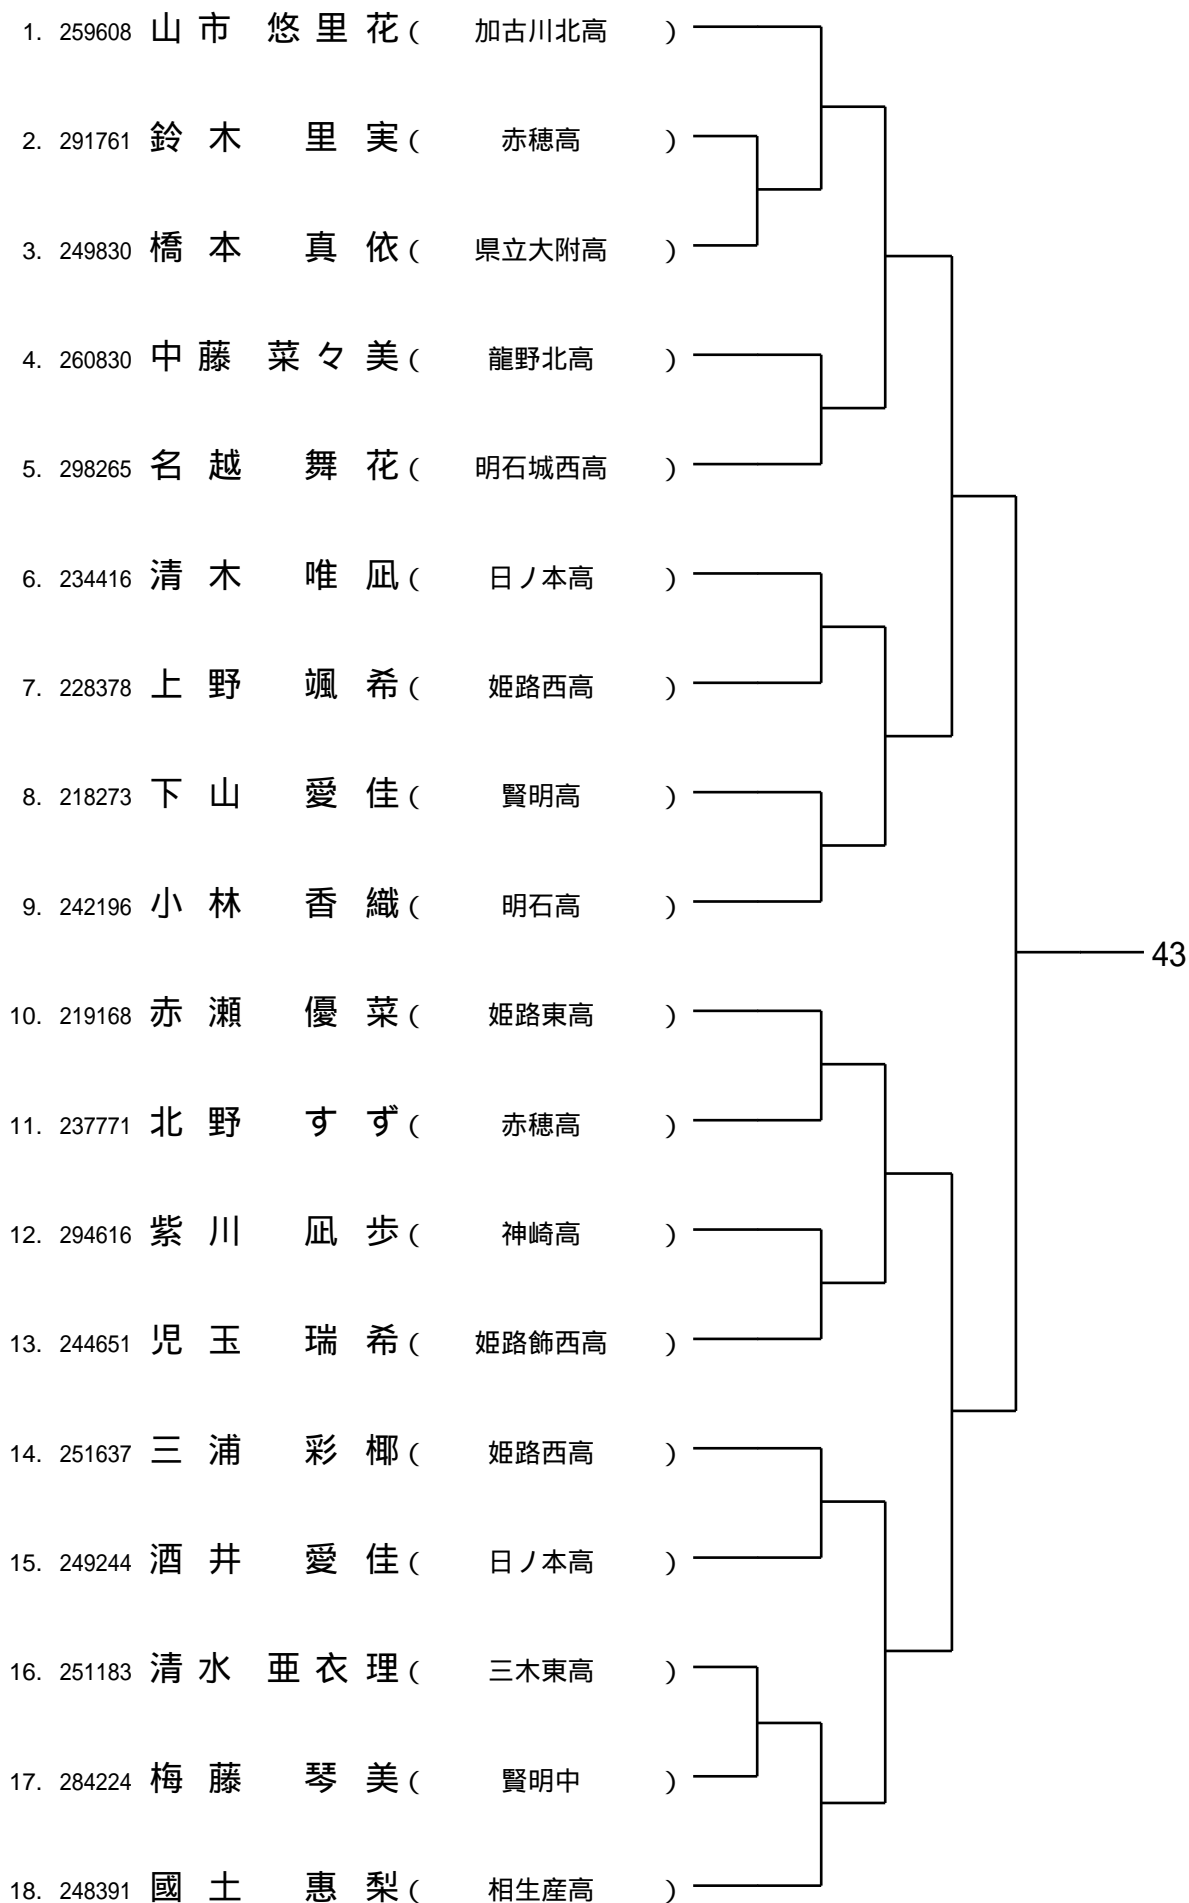 1. 259608 山市 悠里花( 加古川北高 )
2. 291761 鈴木 里実( 赤穂高 )
3. 249830 橋本 真依( 県立大附高 )
4. 260830 中藤 菜々美( 龍野北高 )
5. 298265 名越 舞花( 明石城西高 )
6. 234416 清木 唯凪( 日ノ本高 )
7. 228378 上野 颯希( 姫路西高 )
8. 218273 下山 愛佳( 賢明高 )
9. 242196 小林 香織( 明石高 )
43
10. 219168 赤瀬 優菜( 姫路東高 )
11. 237771 北野 すず( 赤穂高 )
12. 294616 紫川 凪歩( 神崎高 )
13. 244651 児玉 瑞希( 姫路飾西高 )
14. 251637 三浦 彩椰( 姫路西高 )
15. 249244 酒井 愛佳( 日ノ本高 )
16. 251183 清水 亜衣理( 三木東高 )
17. 284224 梅藤 琴美( 賢明中 )
18. 248391 國土 惠梨( 相生産高 )